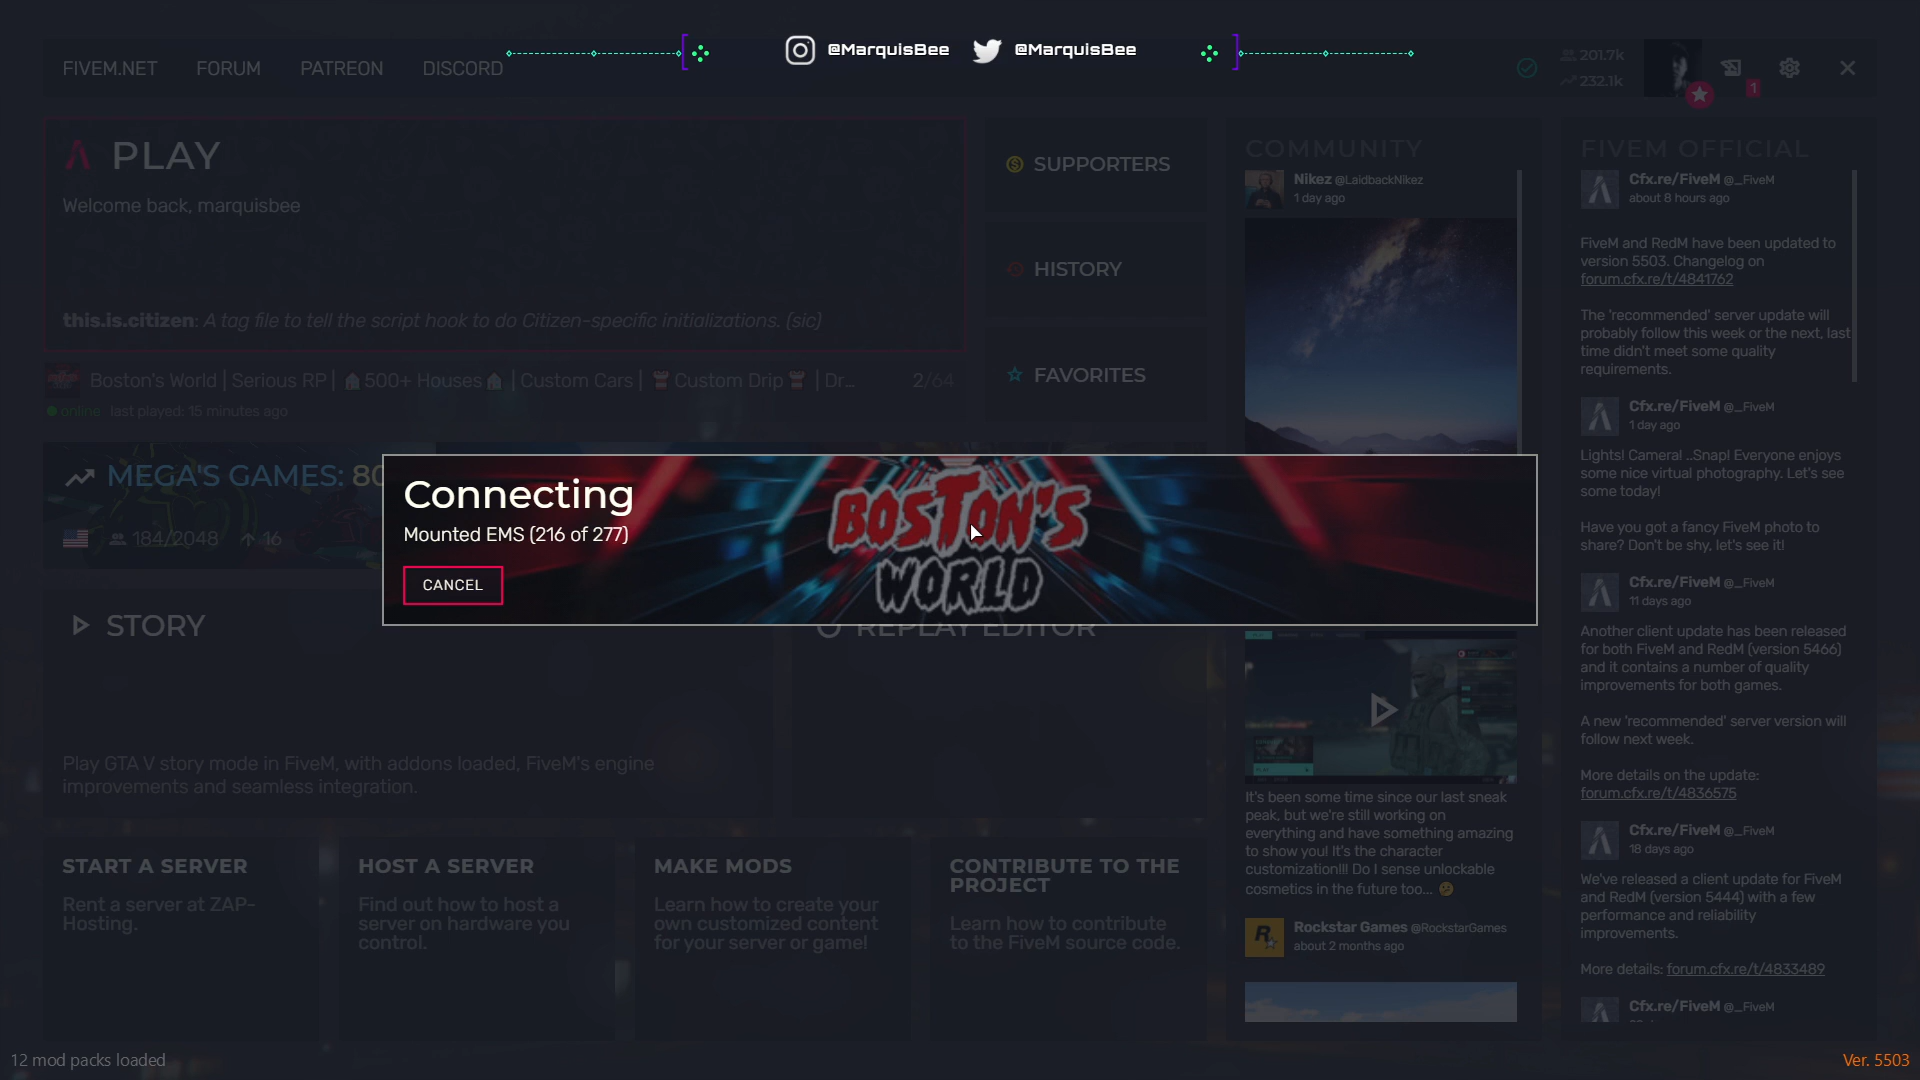 @MarquisBee
@MarquisBee
FIVEM.NET
FORUM
PATREON
DISCORD
201.7k
232.1k
1
PLAY
Welcome back, marquisbee
this.is.citizen: A tag file to tell the script hook to do Citizen-specific initializations. (sic)
Boston's World | Serious RP | 🏠500+ Houses🏠 | Custom Cars | Custom Drip | Dr...
2/64
online last played: 15 minutes ago
SUPPORTERS
HISTORY
FAVORITES
MEGA'S GAMES: 80
184/2048
16
Connecting
Mounted EMS (216 of 277)
CANCEL
BOSTON'S
WORLD
STORY
Play GTA V story mode in FiveM, with addons loaded, FiveM's engine
improvements and seamless integration.
REPLAY EDITOR
START A SERVER
Rent a server at ZAP-
Hosting.
HOST A SERVER
Find out how to host a
server on hardware you
control.
MAKE MODS
Learn how to create your
own customized content
for your server or game!
CONTRIBUTE TO THE
PROJECT
Learn how to contribute
to the FiveM source code.
COMMUNITY
Nikez @LaidbackNikez
1 day ago
It's been some time since our last sneak
peak, but we're still working on
everything and have something amazing
to show you! It's the character
customization!!! Do I sense unlockable
cosmetics in the future too... 🤔
Rockstar Games @RockstarGames
about 2 months ago
FIVEM OFFICIAL
Cfx.re/FiveM @_FiveM
about 8 hours ago
FiveM and RedM have been updated to
version 5503. Changelog on
forum.cfx.re/t/4841762
The 'recommended' server update will
probably follow this week or the next, last
time didn't meet some quality
requirements.
Cfx.re/FiveM @_FiveM
1 day ago
Lights! Camera! ..Snap! Everyone enjoys
some nice virtual photography. Let's see
some today!
Have you got a fancy FiveM photo to
share? Don't be shy, let's see it!
Cfx.re/FiveM @_FiveM
11 days ago
Another client update has been released
for both FiveM and RedM (version 5466)
and it contains a number of quality
improvements for both games.
A new 'recommended' server version will
follow next week.
More details on the update:
forum.cfx.re/t/4836575
Cfx.re/FiveM @_FiveM
18 days ago
We've released a client update for FiveM
and RedM (version 5444) with a few
performance and reliability
improvements.
More details: forum.cfx.re/t/4833489
Cfx.re/FiveM @_FiveM
12 mod packs loaded
Ver. 5503